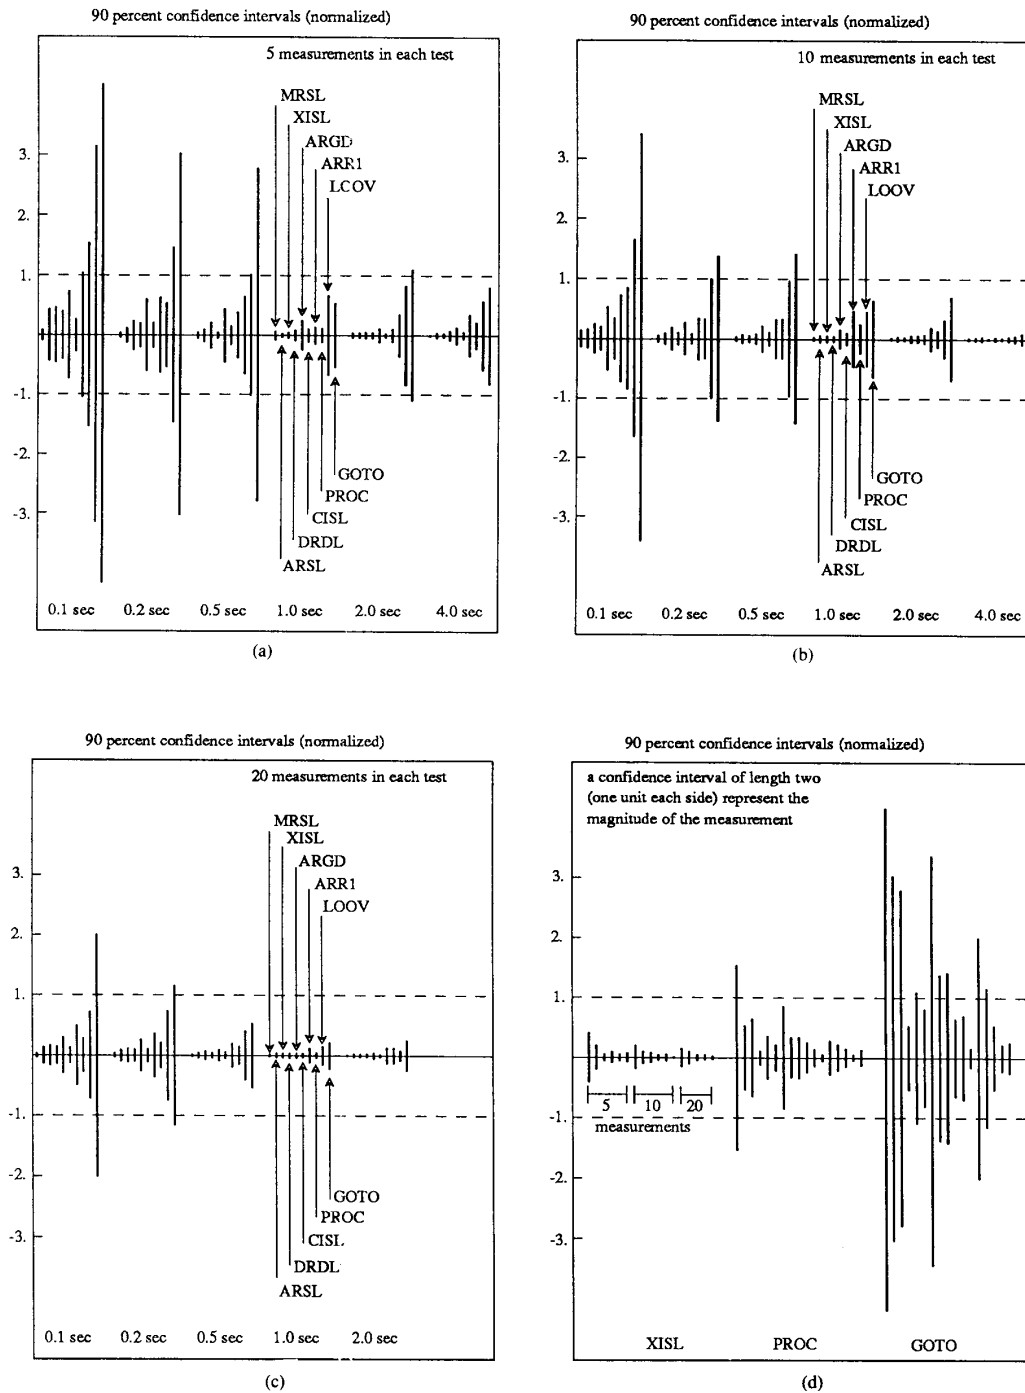 90 percent confidence intervals (normalized)
5 measurements in each test
MRSL
XISL
ARGD
ARR1
LOOV
3.
2.
1.
0.
-1.
-2.
-3.
GOTO
PROC
CISL
DRDL
ARSL
0.1 sec 0.2 sec 0.5 sec 1.0 sec 2.0 sec 4.0 sec
(a)
90 percent confidence intervals (normalized)
10 measurements in each test
MRSL
XISL
ARGD
ARR1
LOOV
3.
2.
1.
0.
-1.
-2.
-3.
GOTO
PROC
CISL
DRDL
ARSL
0.1 sec 0.2 sec 0.5 sec 1.0 sec 2.0 sec 4.0 sec
(b)
90 percent confidence intervals (normalized)
20 measurements in each test
MRSL
XISL
ARGD
ARR1
LOOV
3.
2.
1.
0.
-1.
-2.
-3.
GOTO
PROC
CISL
DRDL
ARSL
0.1 sec 0.2 sec 0.5 sec 1.0 sec 2.0 sec
(c)
90 percent confidence intervals (normalized)
a confidence interval of length two
(one unit each side) represent the
magnitude of the measurement
3.
2.
1.
0.
-1.
-2.
-3.
5 10 20
measurements
XISL PROC GOTO
(d)